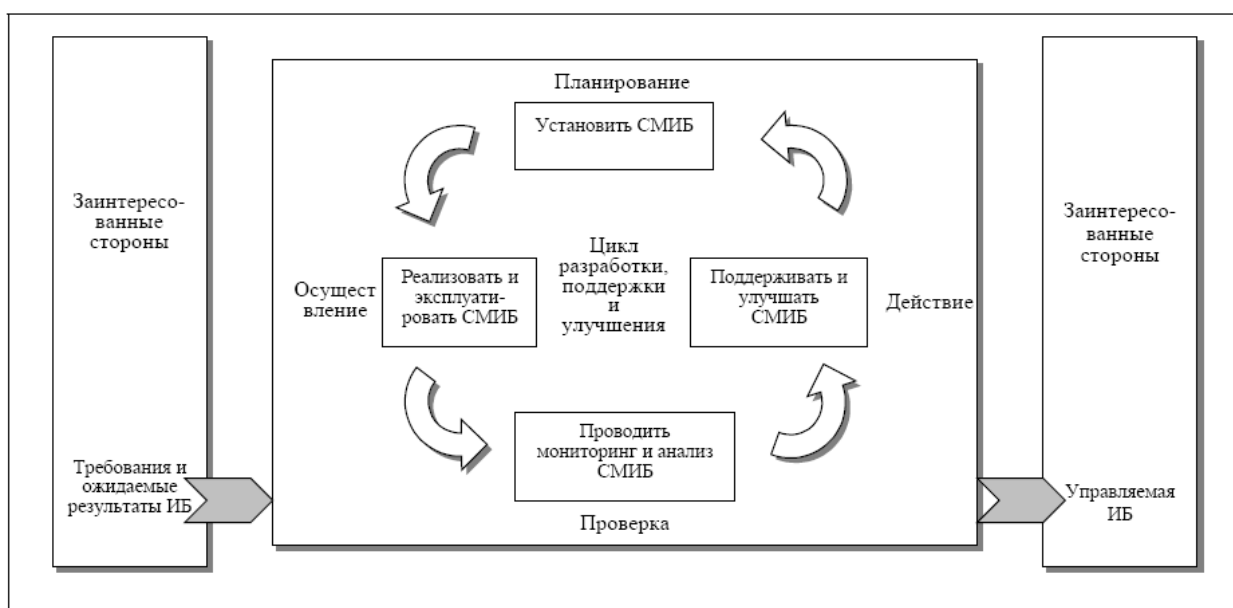 Планирование
Установить СМИБ
Заинтересо-
ванные
стороны
Требования и
ожидаемые
результаты ИБ
Осущест
вление
Реализовать и
эксплуати-
ровать СМИБ
Цикл
разработки,
поддержки
и
улучшения
Поддерживать и
улучшать
СМИБ
Действие
Проводить
мониторинг и анализ
СМИБ
Проверка
Заинтересо-
ванные
стороны
Управляемая
ИБ